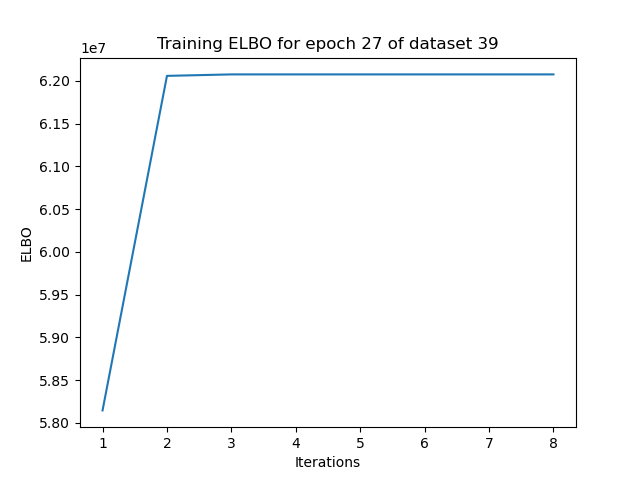 Training ELBO for epoch 27 of dataset 39
1e7
6.20
6.15
6.10
6.05
6.00
5.95
5.90
5.85
5.80
ELBO
1 2 3 4 5 6 7 8
Iterations